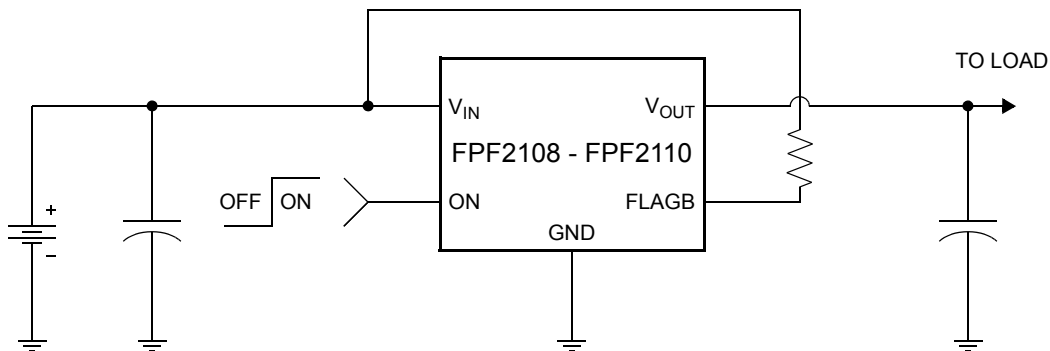 TO LOAD
VIN
VOUT
FPF2108 - FPF2110
OFF
ON
ON
FLAGB
GND
+
–